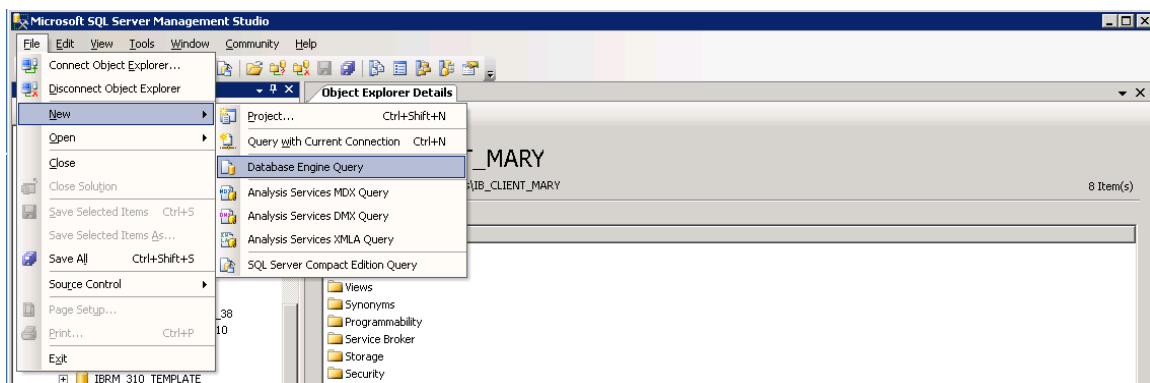 Microsoft SQL Server Management Studio
File Edit View Tools Window Community Help
Connect Object Explorer...
Disconnect Object Explorer
New
Open
Close
Close Solution
Save Selected Items Ctrl+S
Save Selected Items As...
Save All Ctrl+Shift+S
Source Control
Page Setup...
Print... Ctrl+P
Exit
Project... Ctrl+Shift+N
Query with Current Connection Ctrl+N
Database Engine Query
Analysis Services MDX Query
Analysis Services DMX Query
Analysis Services XMLA Query
SQL Server Compact Edition Query
Object Explorer Details
_MARY
\IB_CLIENT_MARY 8 Item(s)
Views
Synonyms
Programmability
Service Broker
Storage
Security
_38
10
IBRM_310_TEMPLATE